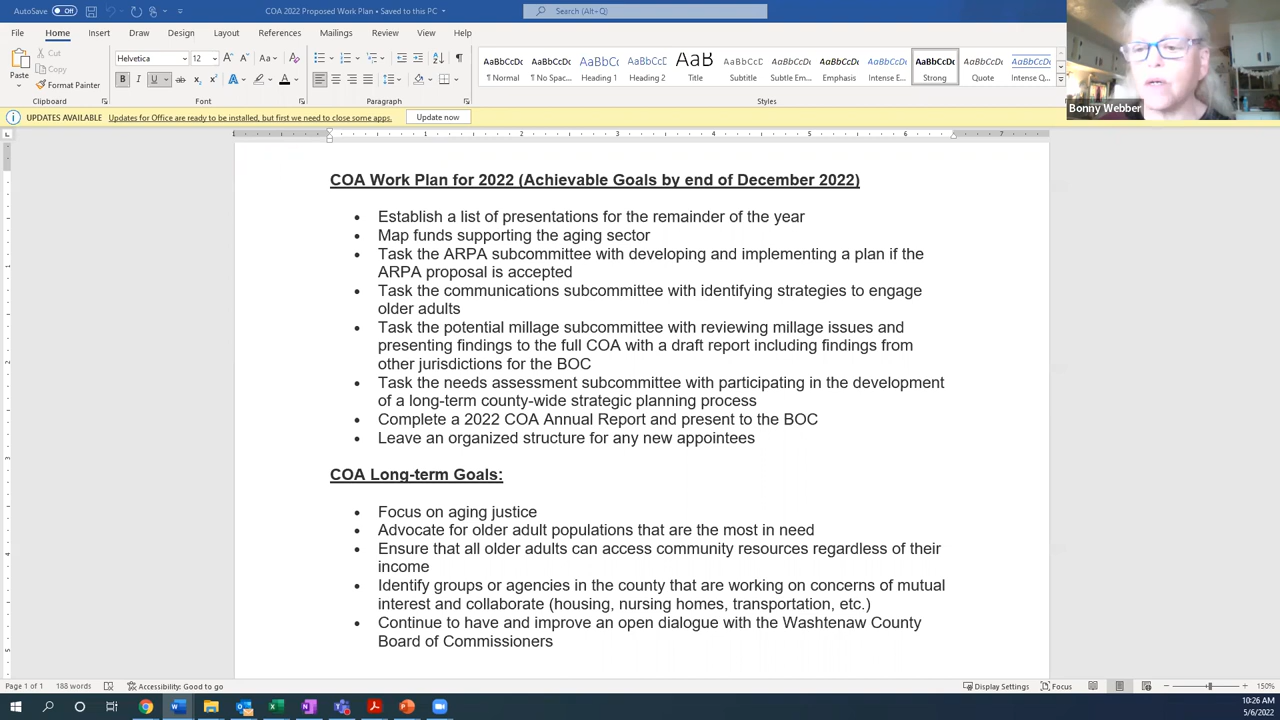 AutoSave Off COA 2022 Proposed Work Plan • Saved to this PC Search (Alt+Q)
File Home Insert Draw Design Layout References Mailings Review View Help
Paste Cut Copy Format Painter
Helvetica 12
¶ Normal ¶ No Spac... Heading 1 Heading 2 Title Subtitle Subtle Em... Emphasis Intense E... Strong Quote Intense Q...
Clipboard Font Paragraph Styles
Bonny Webber
UPDATES AVAILABLE Updates for Office are ready to be installed, but first we need to close some apps. Update now
COA Work Plan for 2022 (Achievable Goals by end of December 2022)
• Establish a list of presentations for the remainder of the year
• Map funds supporting the aging sector
• Task the ARPA subcommittee with developing and implementing a plan if the
ARPA proposal is accepted
• Task the communications subcommittee with identifying strategies to engage
older adults
• Task the potential millage subcommittee with reviewing millage issues and
presenting findings to the full COA with a draft report including findings from
other jurisdictions for the BOC
• Task the needs assessment subcommittee with participating in the development
of a long-term county-wide strategic planning process
• Complete a 2022 COA Annual Report and present to the BOC
• Leave an organized structure for any new appointees
COA Long-term Goals:
• Focus on aging justice
• Advocate for older adult populations that are the most in need
• Ensure that all older adults can access community resources regardless of their
income
• Identify groups or agencies in the county that are working on concerns of mutual
interest and collaborate (housing, nursing homes, transportation, etc.)
• Continue to have and improve an open dialogue with the Washtenaw County
Board of Commissioners
Page 1 of 1 188 words Accessibility: Good to go Display Settings Focus 150%
10:26 AM
5/6/2022